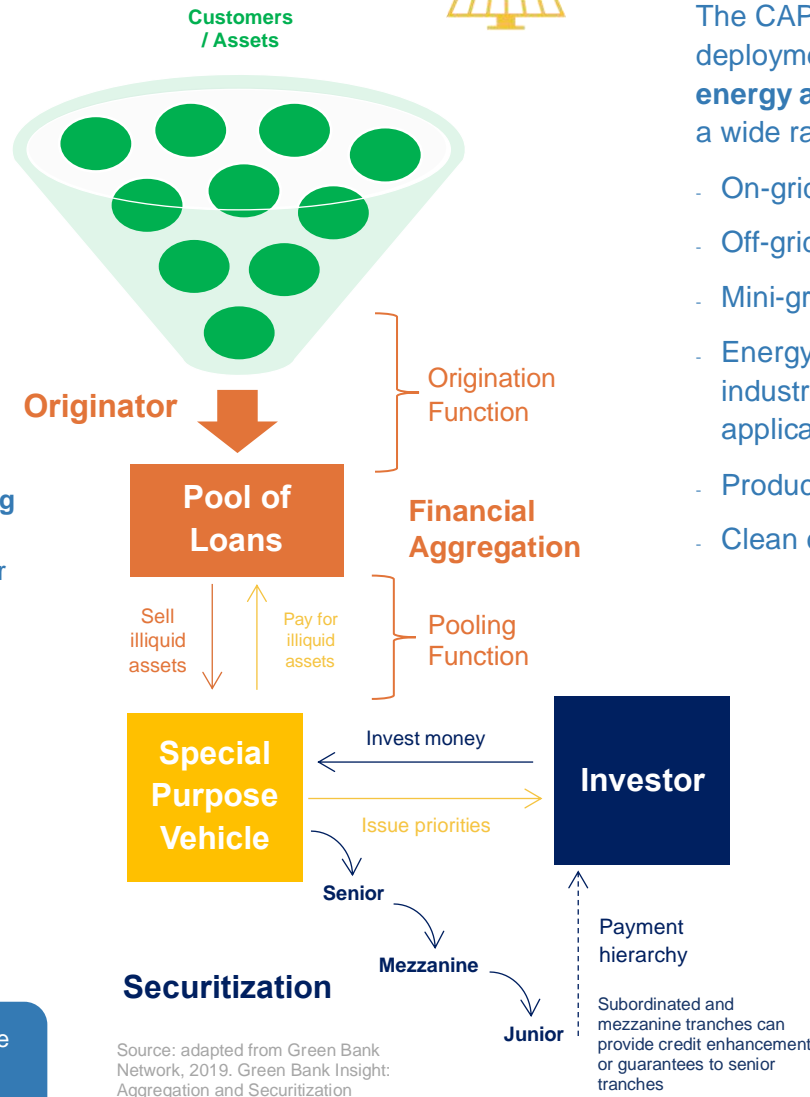 Customers
/ Assets
Originator
Origination
Function
Pool of
Loans
Financial
Aggregation
Sell
illiquid
assets
Pay for
illiquid
assets
Pooling
Function
Special
Purpose
Vehicle
Invest money
Issue priorities
Investor
Senior
Mezzanine
Junior
Payment
hierarchy
Subordinated and
mezzanine tranches can
provide credit enhancement
or guarantees to senior
tranches
Securitization
Source: adapted from Green Bank
Network, 2019. Green Bank Insight:
Aggregation and Securitization
The CAP
deployme
energy a
a wide ra
- On-grid
- Off-grid
- Mini-gr
- Energy
industr
applica
- Produc
- Clean